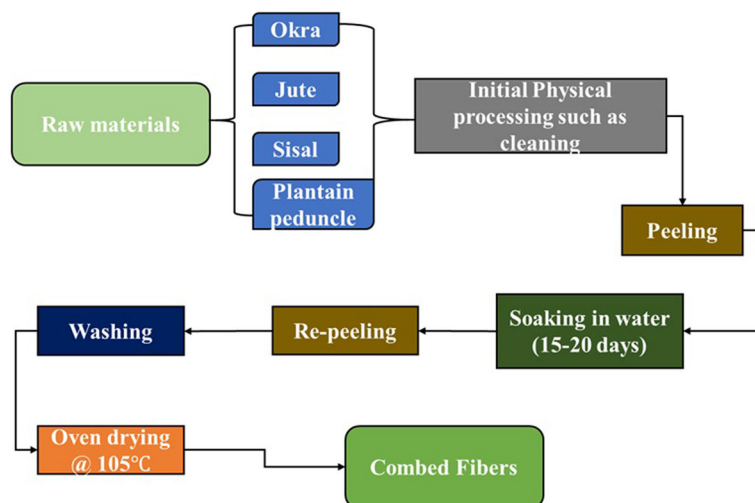 Okra
Jute
Raw materials
Sisal
Plantain
peduncle
Initial Physical
processing such as
cleaning
Peeling
Soaking in water
(15-20 days)
Re-peeling
Washing
Oven drying
@ 105℃
Combed Fibers